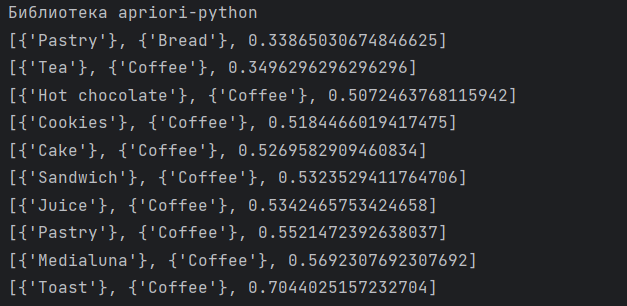 Библиотека apriori-python
[{'Pastry'}, {'Bread'}, 0.33865030674846625]
[{'Tea'}, {'Coffee'}, 0.3496296296296296]
[{'Hot chocolate'}, {'Coffee'}, 0.5072463768115942]
[{'Cookies'}, {'Coffee'}, 0.5184466019417475]
[{'Cake'}, {'Coffee'}, 0.5269582909460834]
[{'Sandwich'}, {'Coffee'}, 0.5323529411764706]
[{'Juice'}, {'Coffee'}, 0.5342465753424658]
[{'Pastry'}, {'Coffee'}, 0.5521472392638037]
[{'Medialuna'}, {'Coffee'}, 0.5692307692307692]
[{'Toast'}, {'Coffee'}, 0.7044025157232704]